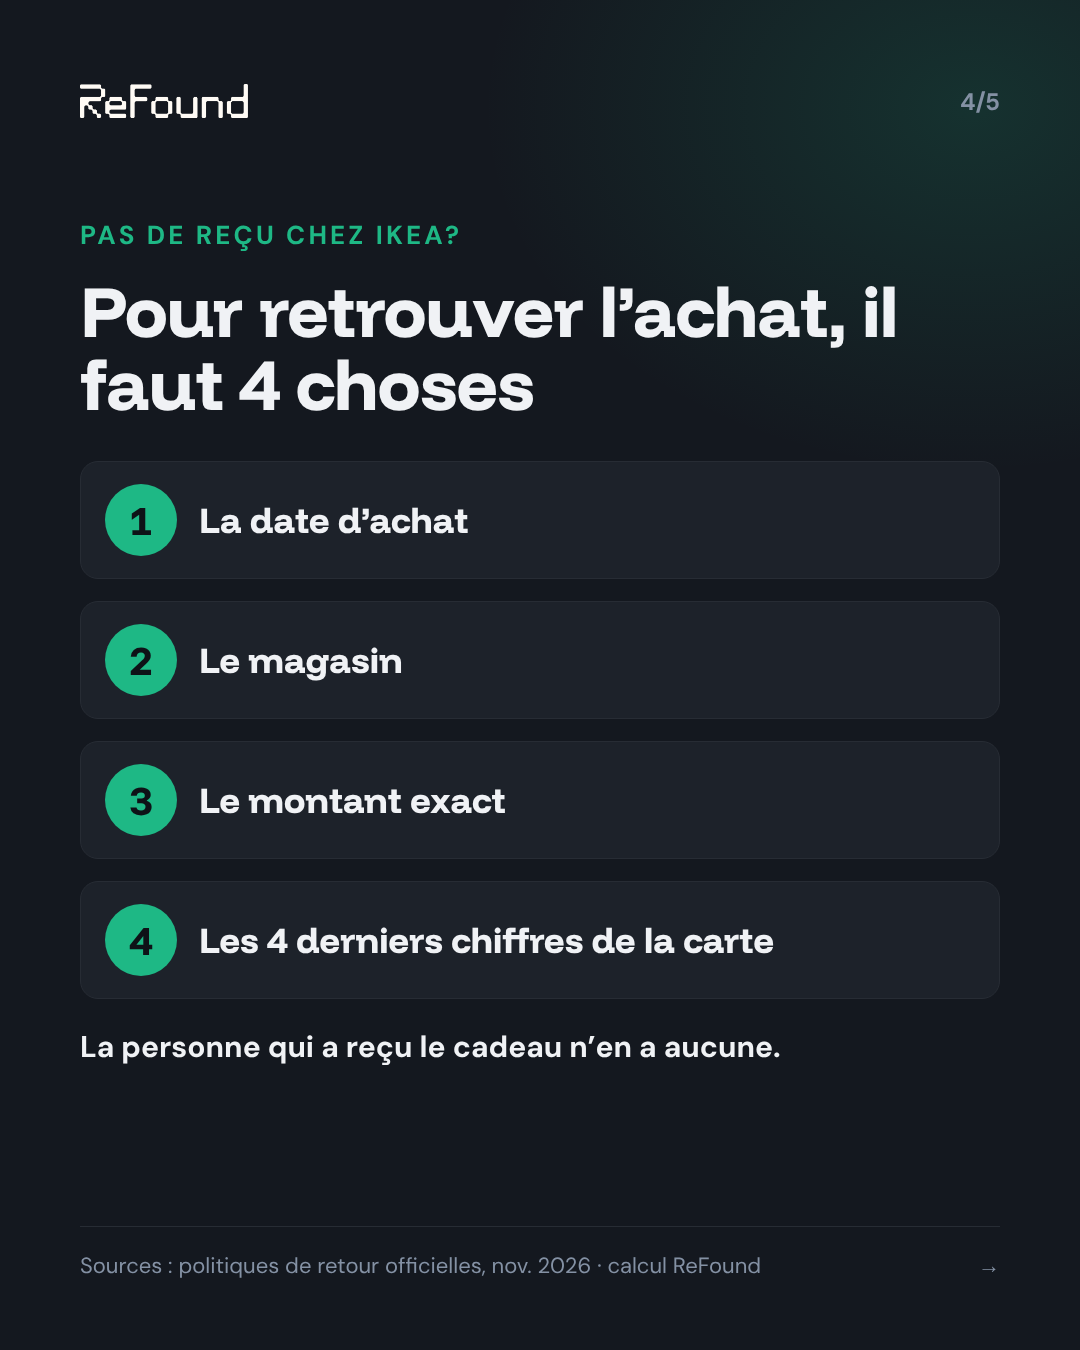 ReFound
4/5
PAS DE REÇU CHEZ IKEA?
Pour retrouver l’achat, il
faut 4 choses
1 La date d’achat
2 Le magasin
3 Le montant exact
4 Les 4 derniers chiffres de la carte
La personne qui a reçu le cadeau n’en a aucune.
Sources : politiques de retour officielles, nov. 2026 · calcul ReFound →